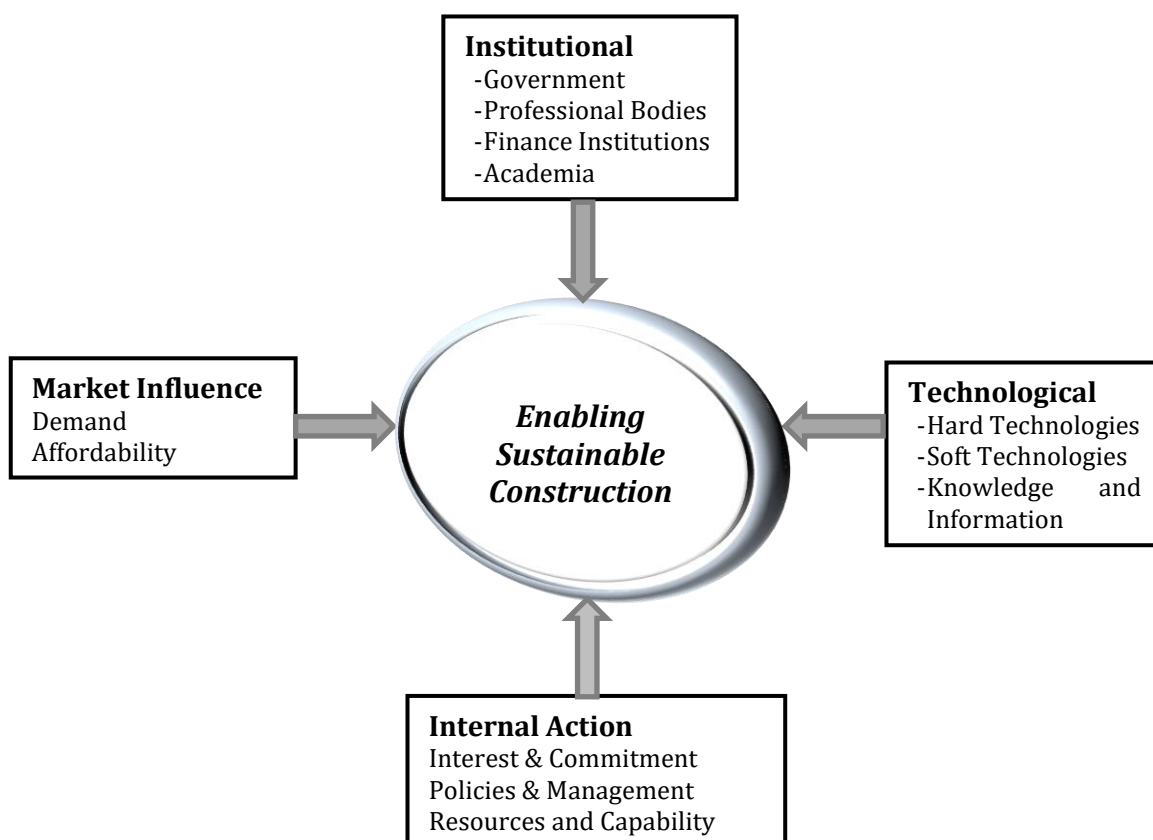 Institutional
-Government
-Professional Bodies
-Finance Institutions
-Academia
Market Influence
Demand
Affordability
Enabling
Sustainable
Construction
Technological
-Hard Technologies
-Soft Technologies
-Knowledge and
Information
Internal Action
Interest & Commitment
Policies & Management
Resources and Capability